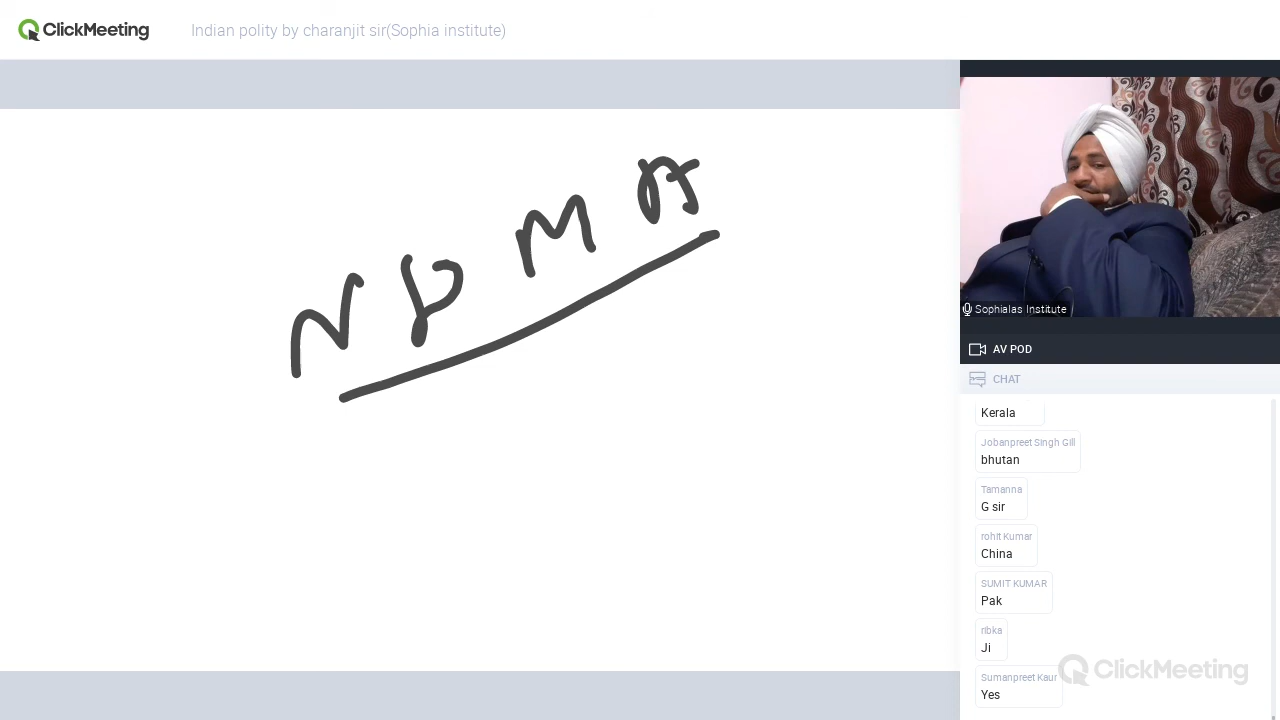 ClickMeeting
Indian polity by charanjit sir(Sophia institute)
N D M A
SophiaIas Institute
AV POD
CHAT
Kerala
Jobanpreet Singh Gill
bhutan
Tamanna
G sir
rohit Kumar
China
SUMIT KUMAR
Pak
ribka
Ji
Sumanpreet Kaur
Yes
ClickMeeting